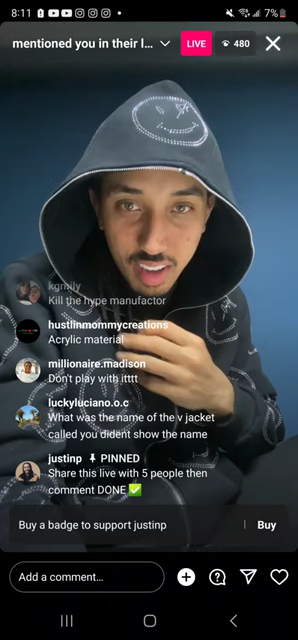 8:11
7%
mentioned you in their l...
LIVE
480
kgmily
Kill the hype manufactor
hustlinmommycreations
Acrylic material
millionaire.madison
Don't play with itttt
luckyluciano.o.c
What was the name of the v jacket
called you dident show the name
justinp PINNED
Share this live with 5 people then
comment DONE ✅
Buy a badge to support justinp
Buy
Add a comment...